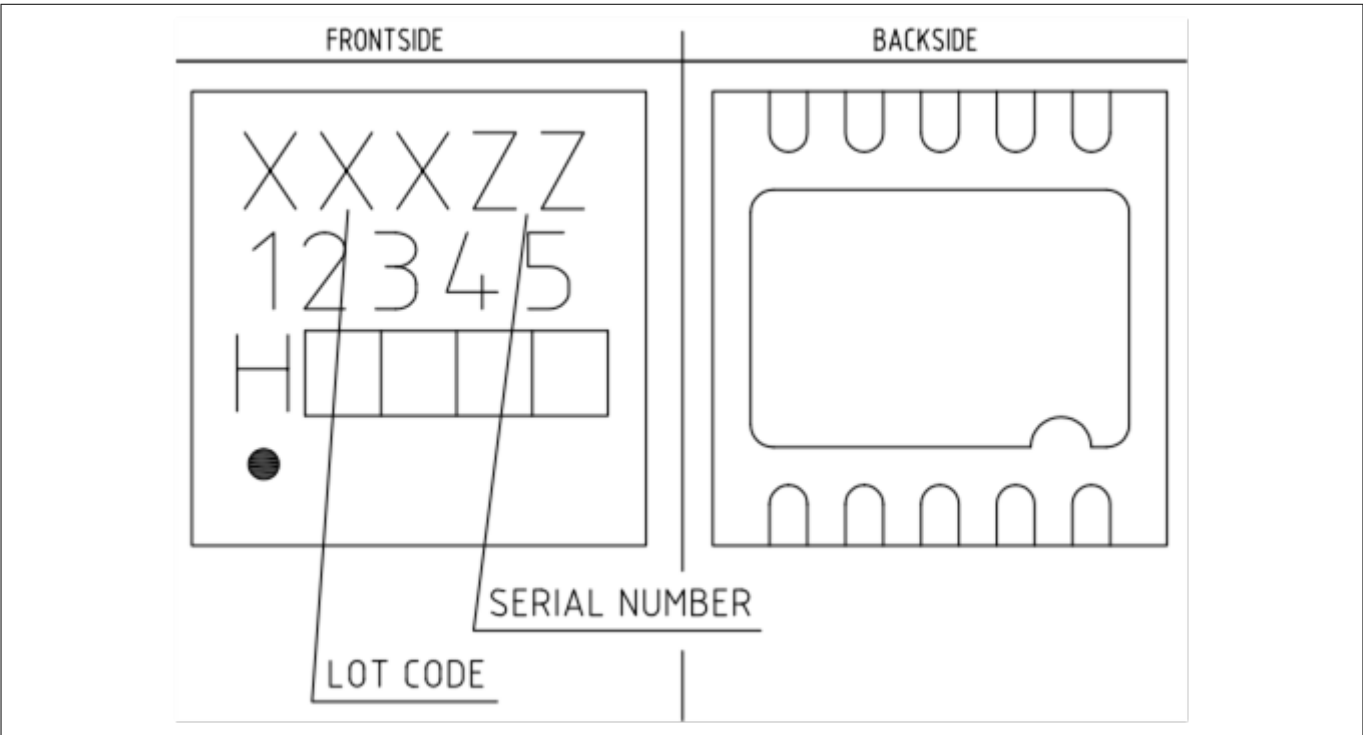 FRONTSIDE
BACKSIDE
XXXZZ
12345
H
SERIAL NUMBER
LOT CODE